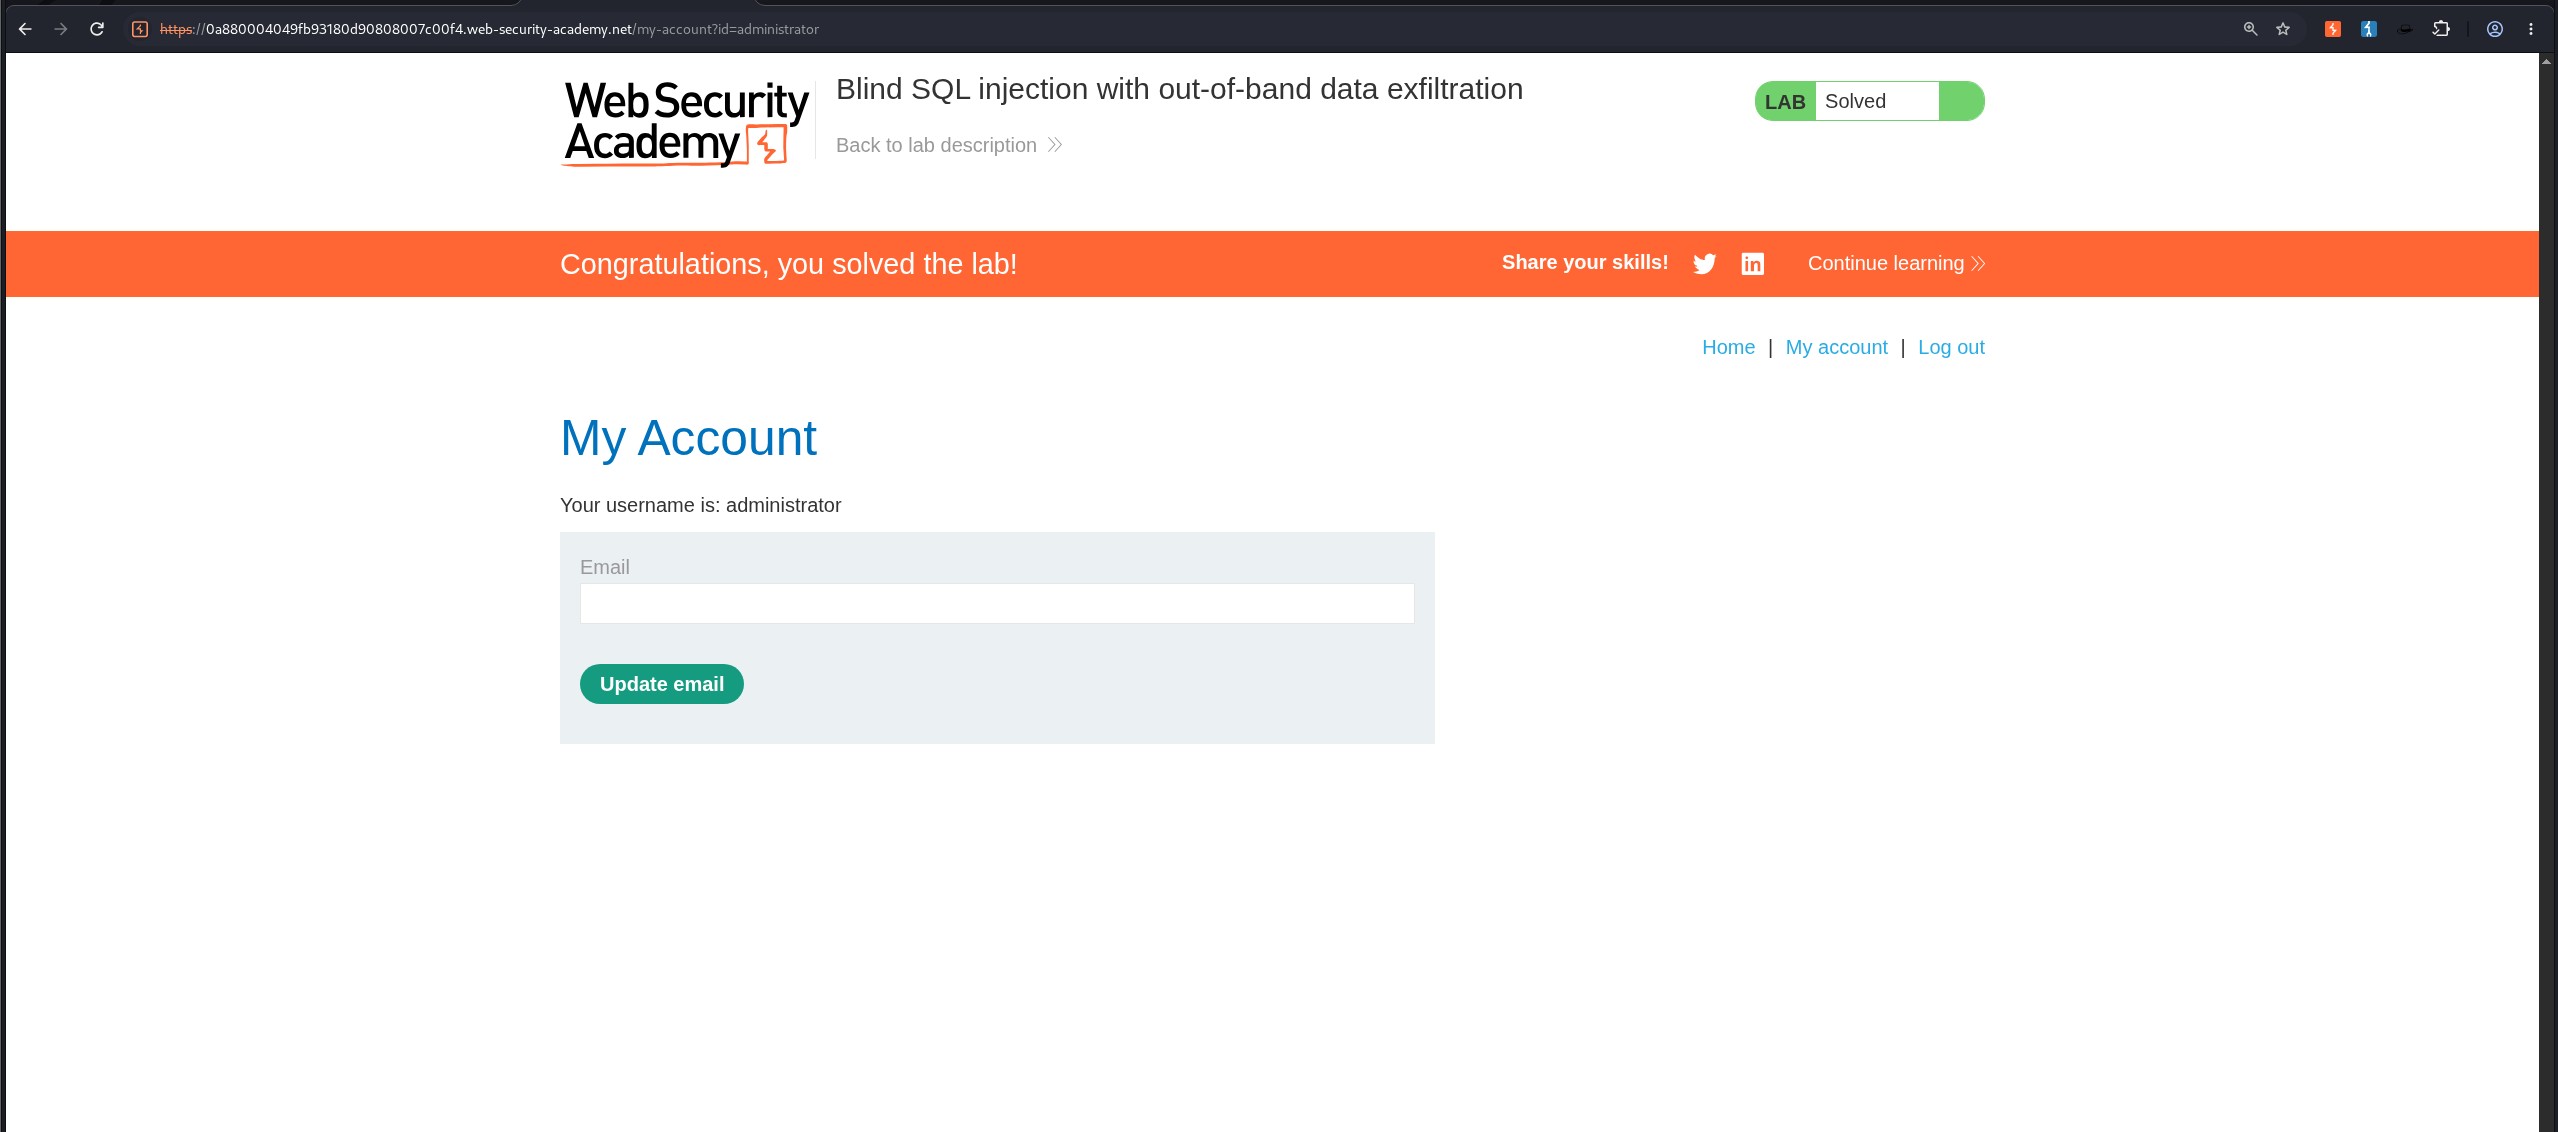 https://0a880004049fb93180d90808007c00f4.web-security-academy.net/my-account?id=administrator
Web Security
Academy
Blind SQL injection with out-of-band data exfiltration
Back to lab description
LAB Solved
Congratulations, you solved the lab!
Share your skills!
Continue learning
Home | My account | Log out
My Account
Your username is: administrator
Email
Update email